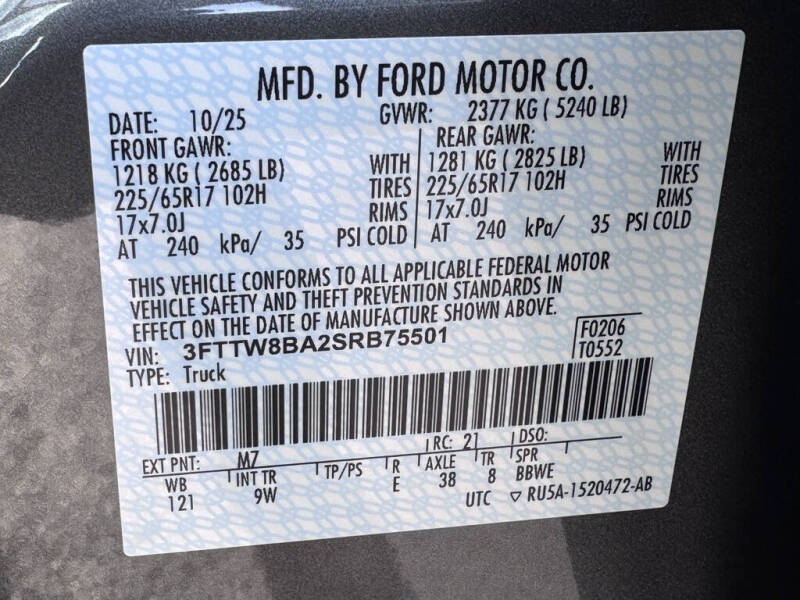 MFD. BY FORD MOTOR CO.
DATE: 10/25 GVWR: 2377 KG ( 5240 LB)
FRONT GAWR: REAR GAWR:
1218 KG ( 2685 LB) WITH 1281 KG ( 2825 LB) WITH
225/65R17 102H TIRES 225/65R17 102H TIRES
17x7.0J RIMS 17x7.0J RIMS
AT 240 kPa/ 35 PSI COLD AT 240 kPa/ 35 PSI COLD
THIS VEHICLE CONFORMS TO ALL APPLICABLE FEDERAL MOTOR
VEHICLE SAFETY AND THEFT PREVENTION STANDARDS IN
EFFECT ON THE DATE OF MANUFACTURE SHOWN ABOVE.
VIN: 3FTTW8BA2SRB75501 F0206
TYPE: Truck T0552
EXT PNT: M7 RC: 21 DSO:
WB INT TR TP/PS R AXLE TR SPR
121 9W E 38 8 BBWE
UTC ▽ RU5A-1520472-AB